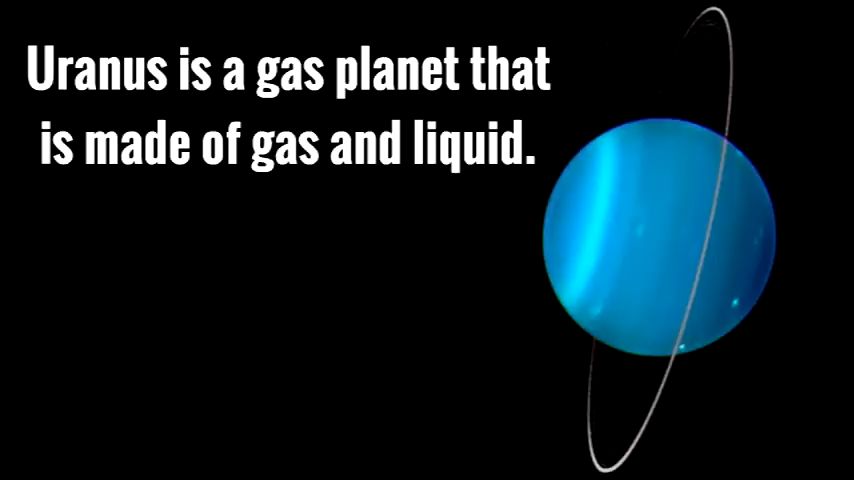 Uranus is a gas planet that
is made of gas and liquid.